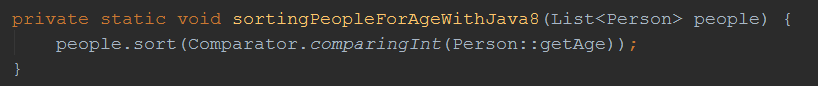 private static void sortingPeopleForAgeWithJava8(List<Person> people) {
    people.sort(Comparator.comparingInt(Person::getAge));
}